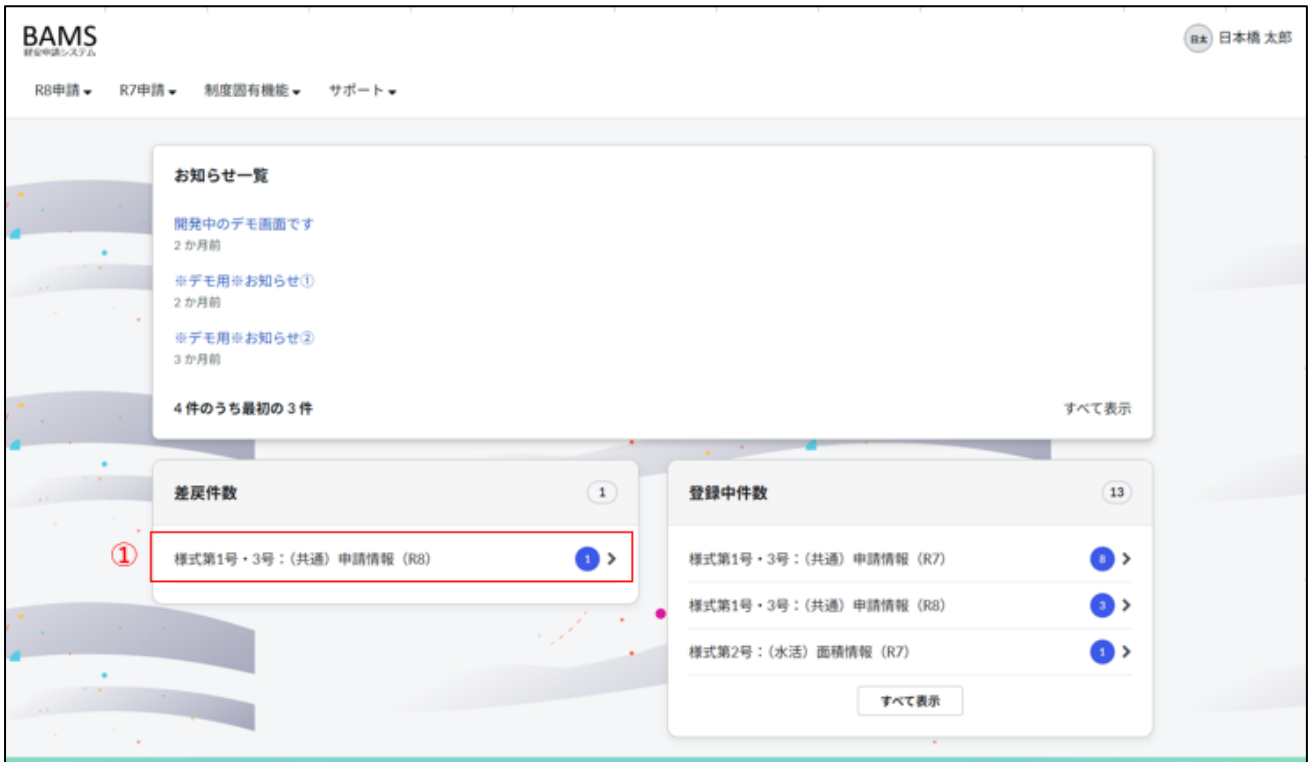 BAMS
経安申請システム
日太 日本橋 太郎
R8申請 R7申請 制度固有機能 サポート
お知らせ一覧
開発中のデモ画面です
2 か月前
※デモ用※お知らせ①
2 か月前
※デモ用※お知らせ②
3 か月前
4 件のうち最初の 3 件 すべて表示
差戻件数 1
① 様式第1号・3号：（共通）申請情報（R8） 1
登録中件数 13
様式第1号・3号：（共通）申請情報（R7） 8
様式第1号・3号：（共通）申請情報（R8） 3
様式第2号：（水活）面積情報（R7） 1
すべて表示